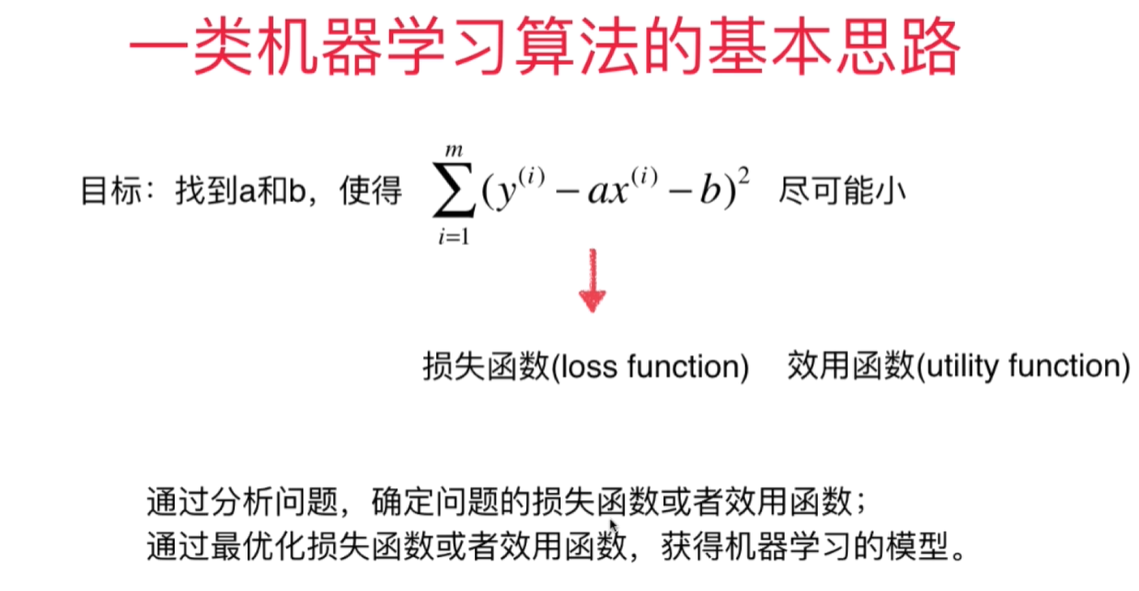 一类机器学习算法的基本思路
目标：找到a和b，使得 $\sum_{i=1}^{m}(y^{(i)} - ax^{(i)} - b)^2$ 尽可能小
损失函数(loss function) 效用函数(utility function)
通过分析问题，确定问题的损失函数或者效用函数；
通过最优化损失函数或者效用函数，获得机器学习的模型。